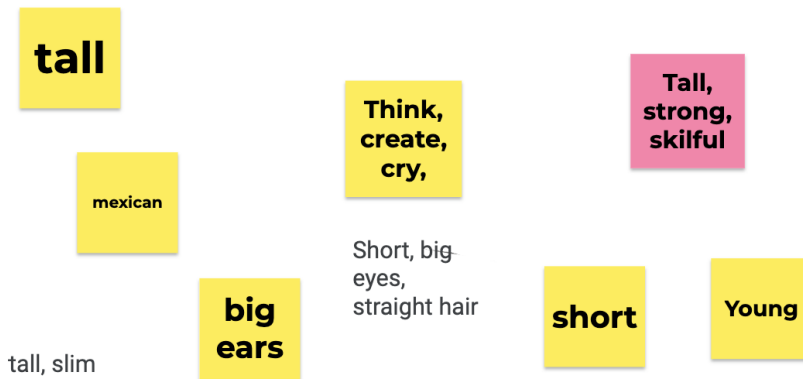 tall
Think,
create,
cry,
Tall,
strong,
skilful
mexican
Short, big
eyes,
straight hair
big
ears
short
Young
tall, slim